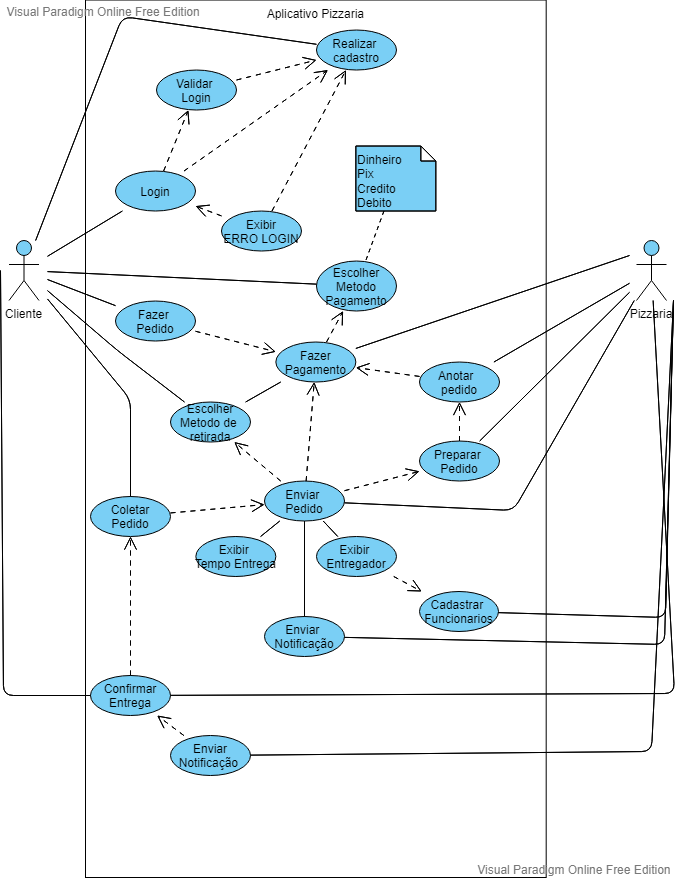 Visual Paradigm Online Free Edition
Aplicativo Pizzaria
Realizar
cadastro
Validar
Login
Login
Dinheiro
Pix
Credito
Debito
Exibir
ERRO LOGIN
Escolher
Metodo
Pagamento
Cliente
Pizzaria
Fazer
Pedido
Fazer
Pagamento
Anotar
pedido
Escolher
Metodo de
retirada
Preparar
Pedido
Enviar
Pedido
Coletar
Pedido
Exibir
Tempo Entrega
Exibir
Entregador
Cadastrar
Funcionarios
Enviar
Notificação
Confirmar
Entrega
Enviar
Notificação
Visual Paradigm Online Free Edition